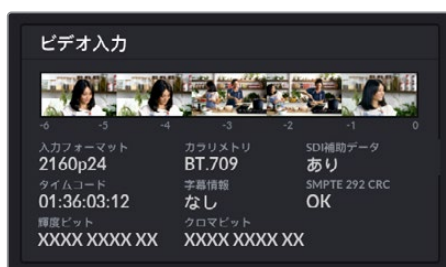 ビデオ入力
-6 -5 -4 -3 -2 -1 0
入力フォーマット カラリメトリ SDI補助データ
2160p24 BT.709 あり
タイムコード 字幕情報 SMPTE 292 CRC
01:36:03:12 なし OK
輝度ビット クロマビット
XXXX XXXX XX XXXX XXXX XX